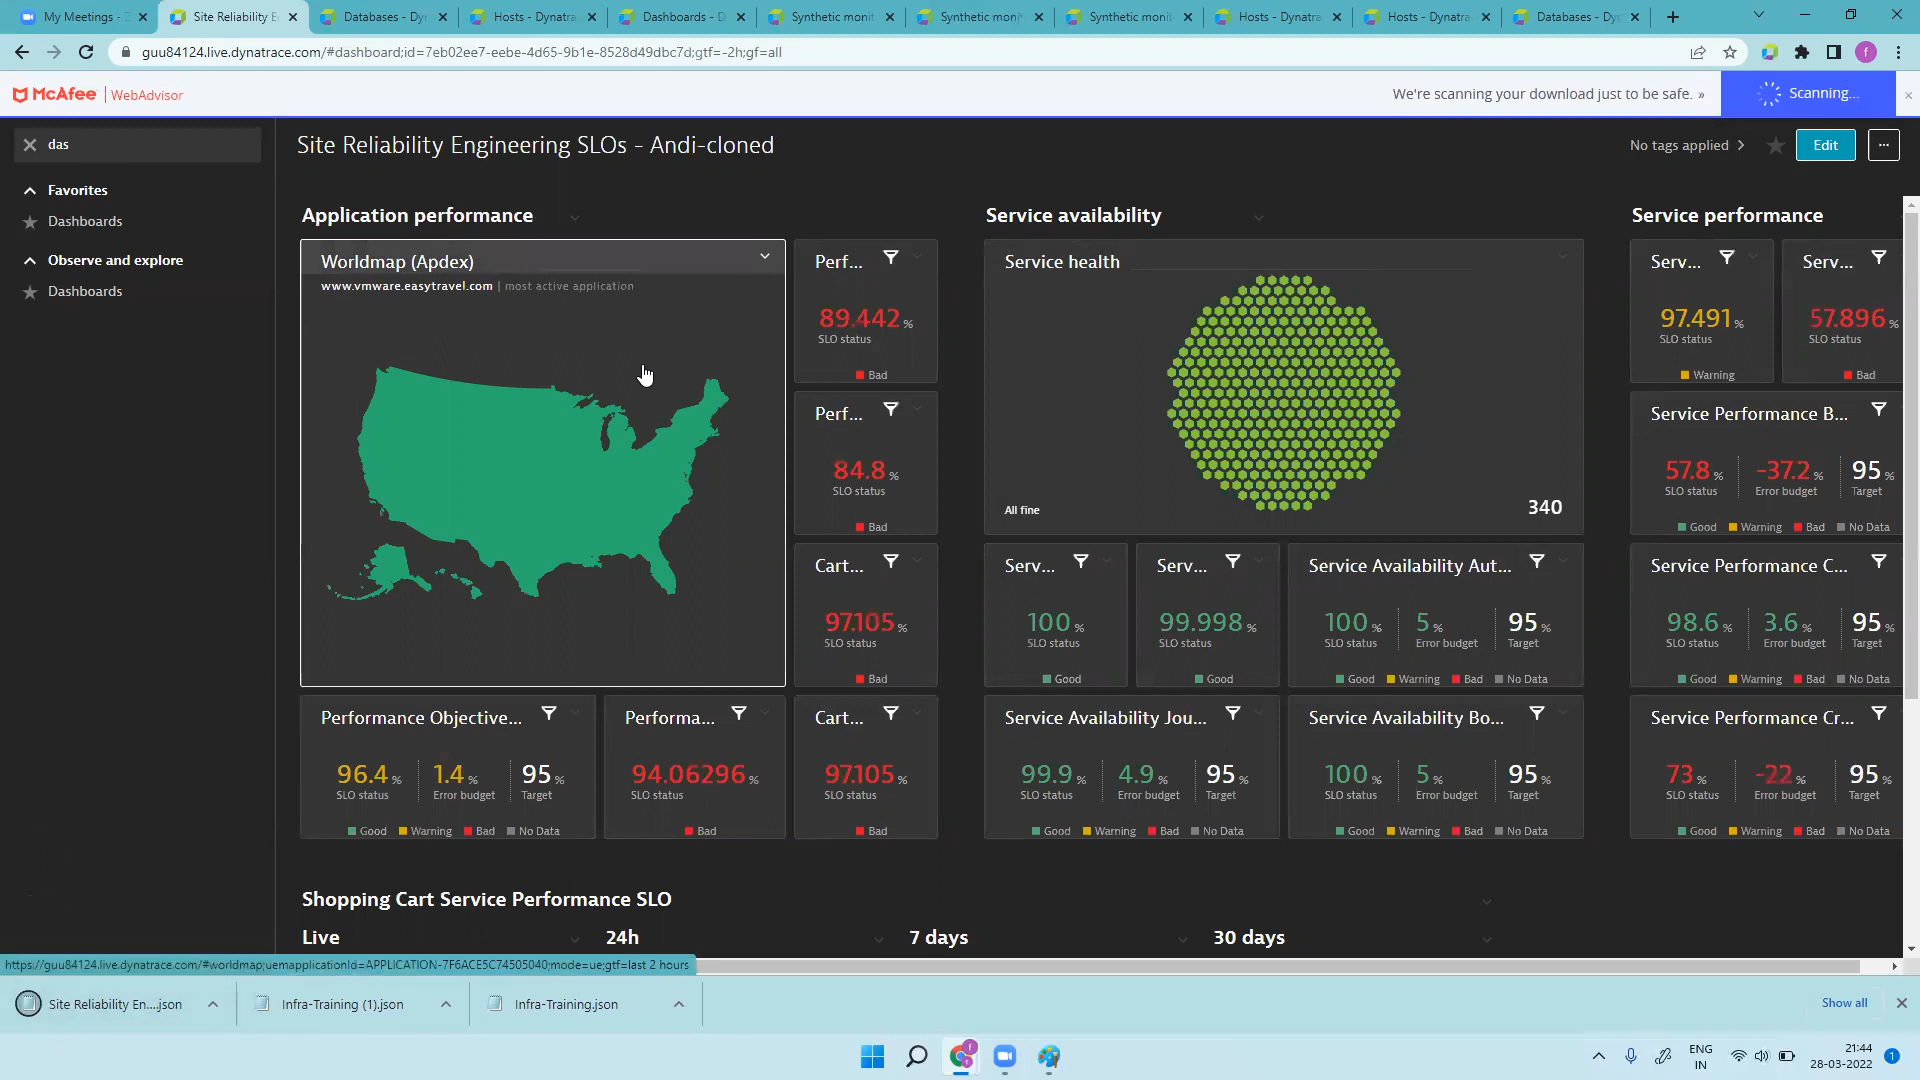 My Meetings - Z
Site Reliability E
Databases - Dy
Hosts - Dynatra
Dashboards - D
Synthetic monit
Synthetic moni
Synthetic monit
Hosts - Dynatra
Hosts - Dynatra
Databases - Dy
guu84124.live.dynatrace.com/#dashboard;id=7eb02ee7-eebe-4d65-9b1e-8528d49dbc7d;gtf=-2h;gf=all
f
McAfee | WebAdvisor
We're scanning your download just to be safe. »
Scanning...
das
Favorites
Dashboards
Observe and explore
Dashboards
Site Reliability Engineering SLOs - Andi-cloned
No tags applied
Edit
...
Application performance
Service availability
Service performance
Worldmap (Apdex)
www.vmware.easytravel.com | most active application
Perf...
89.442 %
SLO status
Bad
Perf...
84.8 %
SLO status
Bad
Cart...
97.105 %
SLO status
Bad
Performance Objective...
96.4 %
SLO status
1.4 %
Error budget
95 %
Target
Good Warning Bad No Data
Performa...
94.06296 %
SLO status
Bad
Cart...
97.105 %
SLO status
Bad
Service health
All fine
340
Serv...
100 %
SLO status
Good
Serv...
99.998 %
SLO status
Good
Service Availability Aut...
100 %
SLO status
5 %
Error budget
95 %
Target
Good Warning Bad No Data
Service Availability Jou...
99.9 %
SLO status
4.9 %
Error budget
95 %
Target
Good Warning Bad No Data
Service Availability Bo...
100 %
SLO status
5 %
Error budget
95 %
Target
Good Warning Bad No Data
Serv...
97.491 %
SLO status
Warning
Serv...
57.896 %
SLO status
Bad
Service Performance B...
57.8 %
SLO status
-37.2 %
Error budget
95 %
Target
Good Warning Bad No Data
Service Performance C...
98.6 %
SLO status
3.6 %
Error budget
95 %
Target
Good Warning Bad No Data
Service Performance Cr...
73 %
SLO status
-22 %
Error budget
95 %
Target
Good Warning Bad No Data
Shopping Cart Service Performance SLO
Live
24h
7 days
30 days
https://guu84124.live.dynatrace.com/#worldmap;uemapplicationId=APPLICATION-7F6ACE5C74505040;mode=ue;gtf=last 2 hours
Site Reliability En....json
Infra-Training (1).json
Infra-Training.json
Show all
ENG
IN
21:44
28-03-2022
1